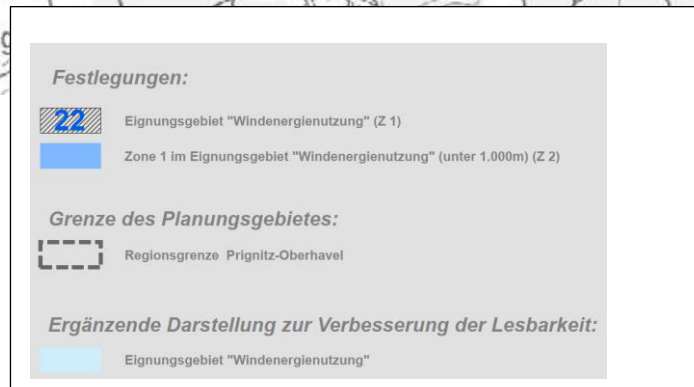 Festlegungen:
22 Eignungsgebiet "Windenergienutzung" (Z 1)
Zone 1 im Eignungsgebiet "Windenergienutzung" (unter 1.000m) (Z 2)
Grenze des Planungsgebietes:
Regionsgrenze Prignitz-Oberhavel
Ergänzende Darstellung zur Verbesserung der Lesbarkeit:
Eignungsgebiet "Windenergienutzung"